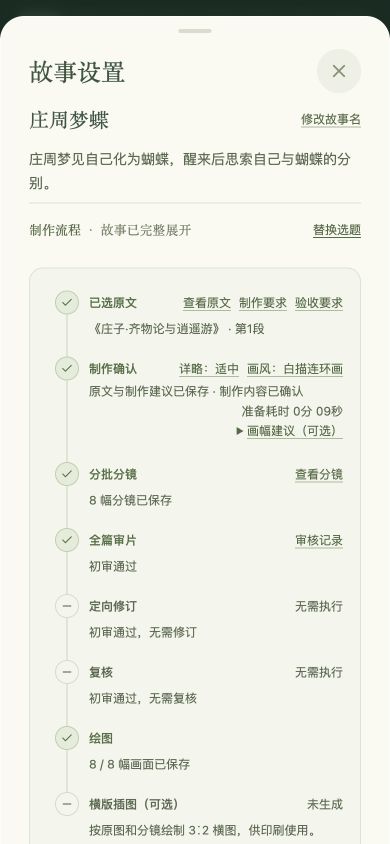 故事设置
庄周梦蝶 修改故事名
庄周梦见自己化为蝴蝶，醒来后思索自己与蝴蝶的分
别。
制作流程 · 故事已完整展开 替换选题
已选原文 查看原文 制作要求 验收要求
《庄子·齐物论与逍遥游》 · 第1段
制作确认 详略：适中 画风：白描连环画
原文与制作建议已保存 · 制作内容已确认
准备耗时 0分 09秒
▶ 画幅建议（可选）
分批分镜 查看分镜
8 幅分镜已保存
全篇审片 审核记录
初审通过
定向修订 无需执行
初审通过，无需修订
复核 无需执行
初审通过，无需复核
绘图
8 / 8 幅画面已保存
横版插图（可选） 未生成
按原图和分镜绘制 3:2 横图，供印刷使用。